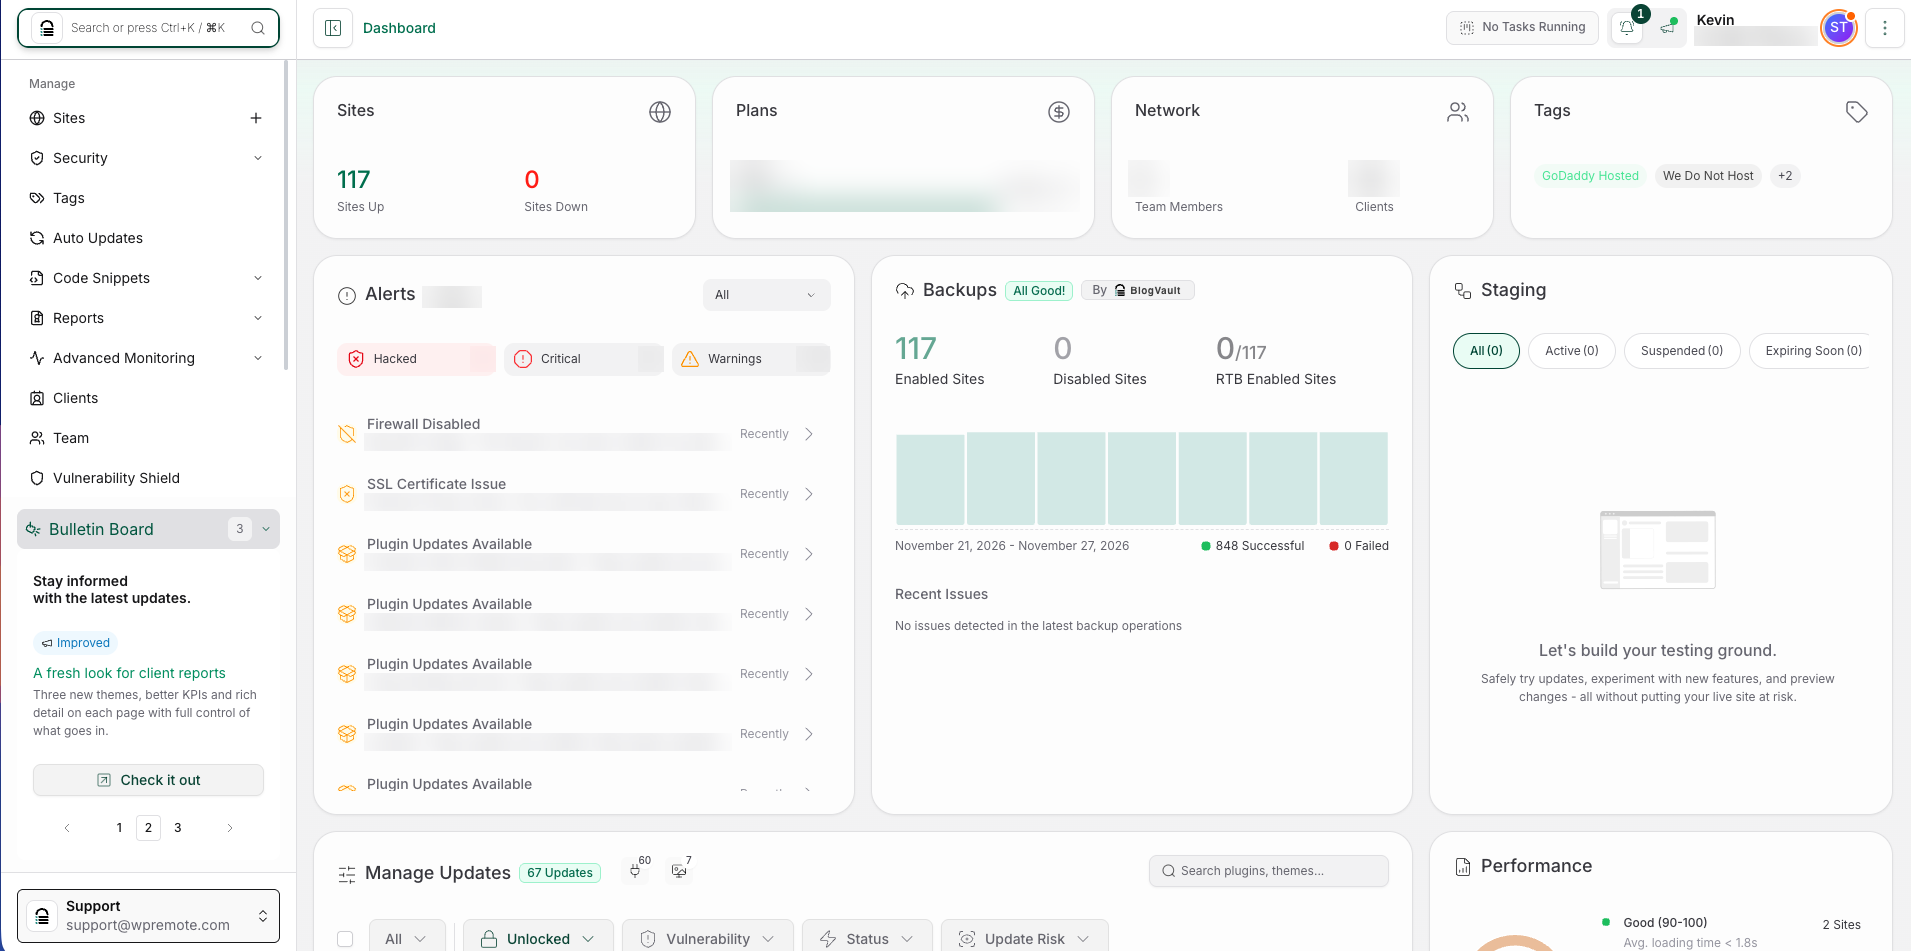 Search or press Ctrl+K / ⌘K
Dashboard
No Tasks Running
1
Kevin
ST
Manage
Sites
Security
Tags
Auto Updates
Code Snippets
Reports
Advanced Monitoring
Clients
Team
Vulnerability Shield
Bulletin Board 3
Stay informed
with the latest updates.
Improved
A fresh look for client reports
Three new themes, better KPIs and rich
detail on each page with full control of
what goes in.
Check it out
1 2 3
Support
support@wpremote.com
Sites
117 0
Sites Up Sites Down
Plans
Network
Team Members Clients
Tags
GoDaddy Hosted We Do Not Host +2
Alerts All
Hacked Critical Warnings
Firewall Disabled
Recently
SSL Certificate Issue
Recently
Plugin Updates Available
Recently
Plugin Updates Available
Recently
Plugin Updates Available
Recently
Plugin Updates Available
Recently
Plugin Updates Available
Backups All Good! By BlogVault
117 0 0/117
Enabled Sites Disabled Sites RTB Enabled Sites
November 21, 2026 - November 27, 2026 848 Successful 0 Failed
Recent Issues
No issues detected in the latest backup operations
Staging
All (0) Active (0) Suspended (0) Expiring Soon (0)
Let's build your testing ground.
Safely try updates, experiment with new features, and preview
changes - all without putting your live site at risk.
Manage Updates 67 Updates 60 7 Search plugins, themes...
All Unlocked Vulnerability Status Update Risk
Performance
Good (90-100) 2 Sites
Avg. loading time < 1.8s